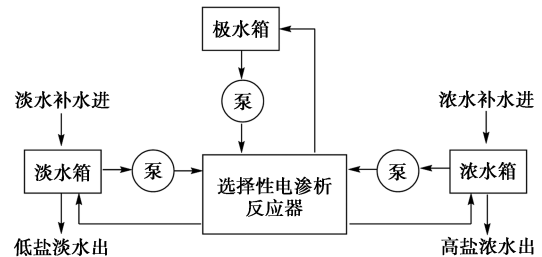 极水箱
泵
淡水补水进
浓水补水进
淡水箱
泵
选择性电渗析
反应器
泵
浓水箱
低盐淡水出
高盐浓水出